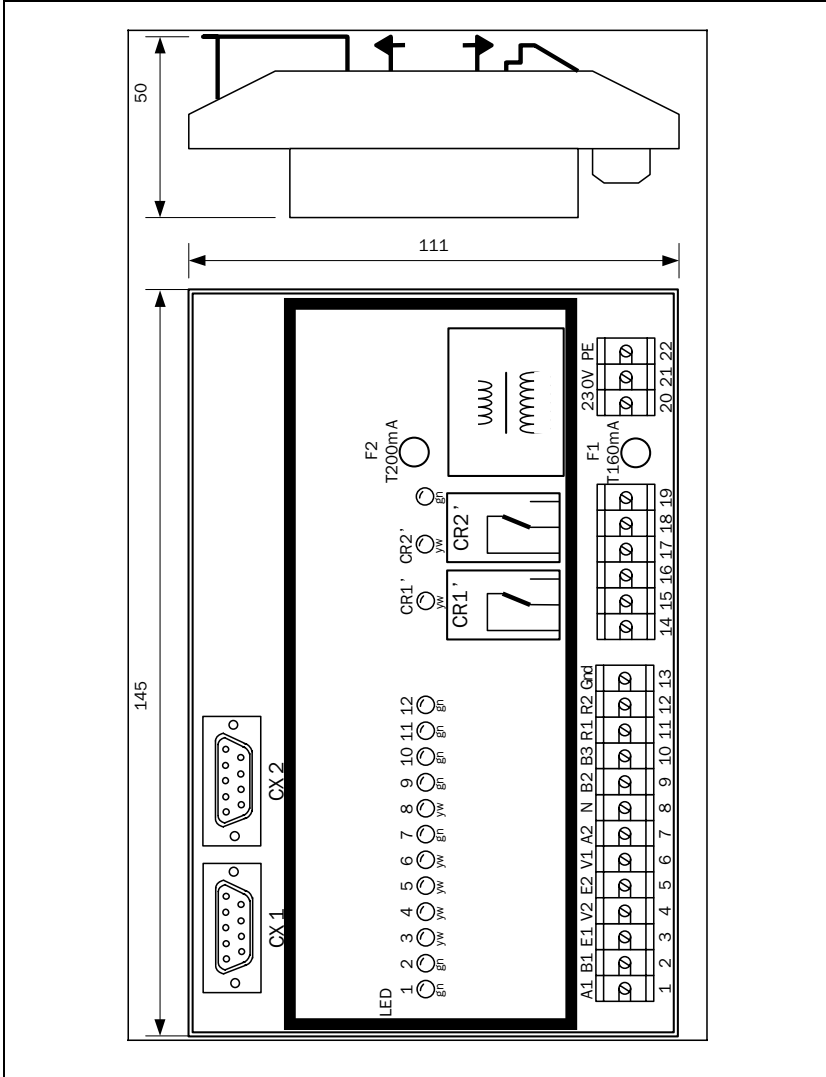 50
111
145
PE
230V
22
21
20
F2
T200mA
F1
T160mA
gn
CR2'
yw
CR2'
CR1'
yw
CR1'
19
18
17
16
15
14
CX 2
CX 1
LED
12 gn
11 gn
10 gn
9 gn
8 yw
7 gn
6 yw
5 yw
4 yw
3 yw
2 gn
1 gn
Gnd 13
R2 12
R1 11
B3 10
B2 9
N 8
A2 7
V1 6
E2 5
V2 4
E1 3
B1 2
A1 1